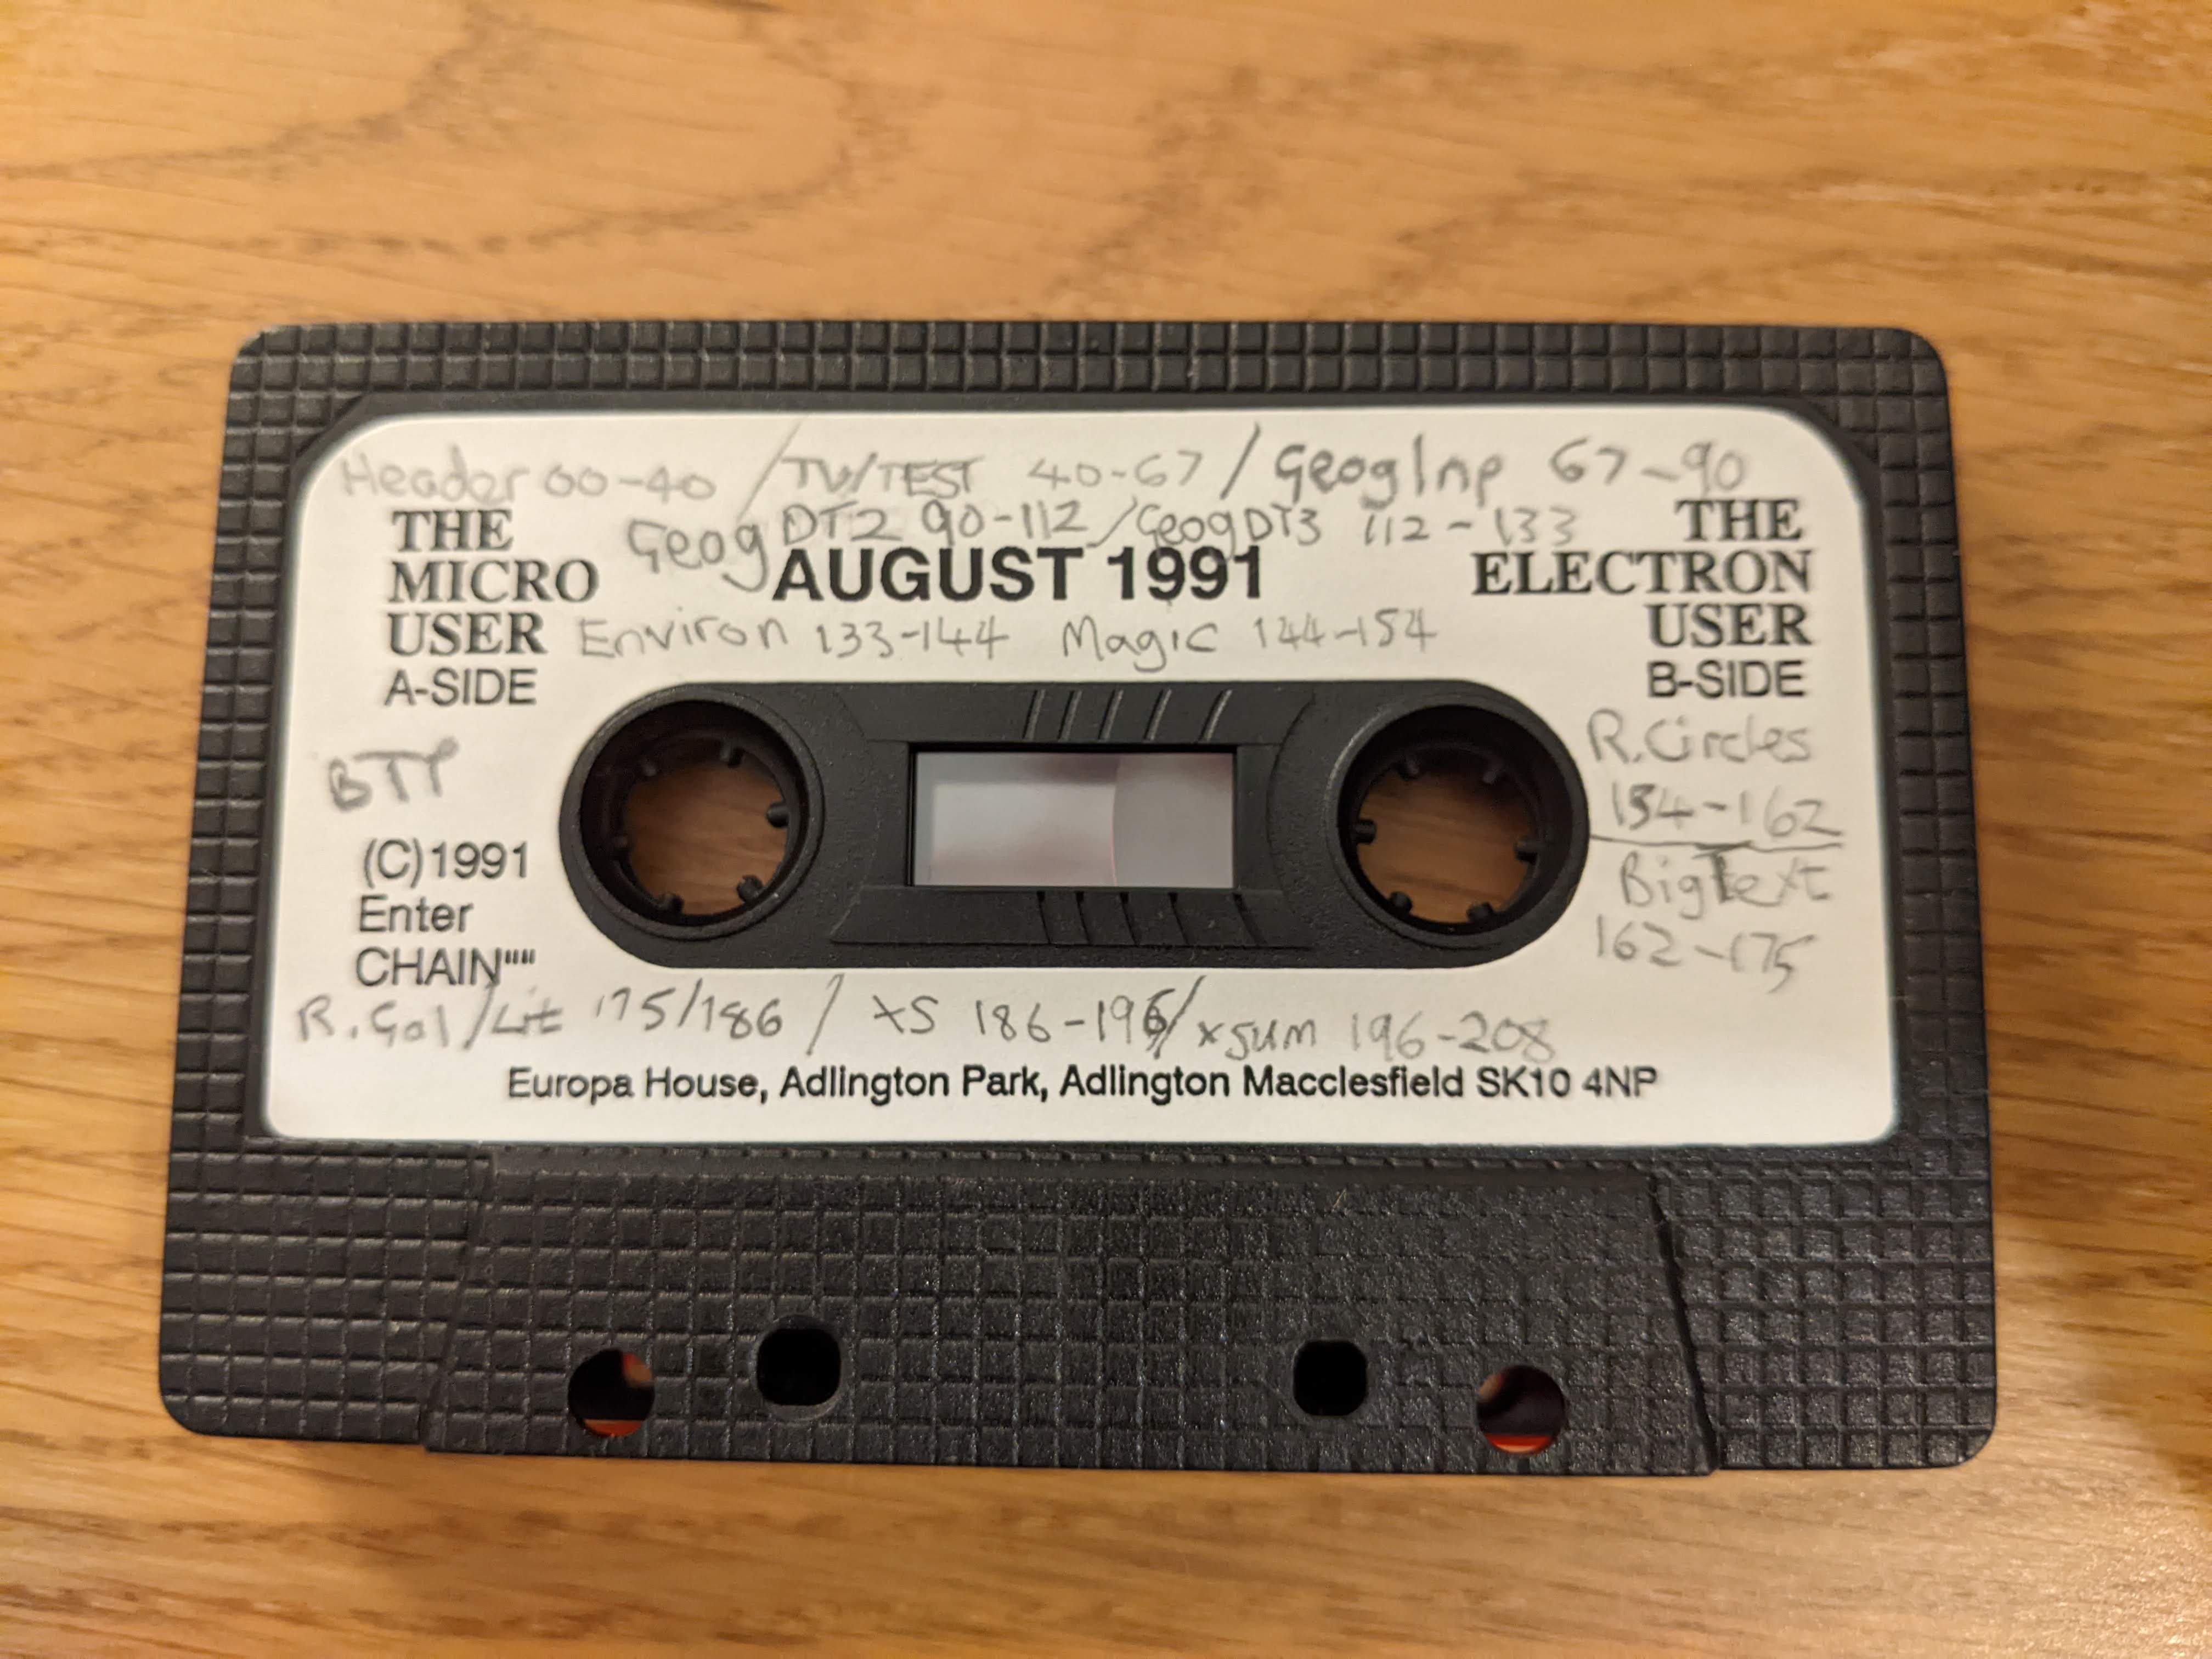 Header 00-40 / TV/TEST 40-67 / GeogInp 67-90
Geog DT2 90-112 / GeogDT3 112-133
THE MICRO USER
A-SIDE
AUGUST 1991
THE ELECTRON USER
B-SIDE
Environ 133-144 Magic 144-154
R.Circles
154-162
BigText
162-175
BTP
(C)1991
Enter
CHAIN""
R.Gal/Lit 175/186 / XS 186-196/ xsum 196-208
Europa House, Adlington Park, Adlington Macclesfield SK10 4NP